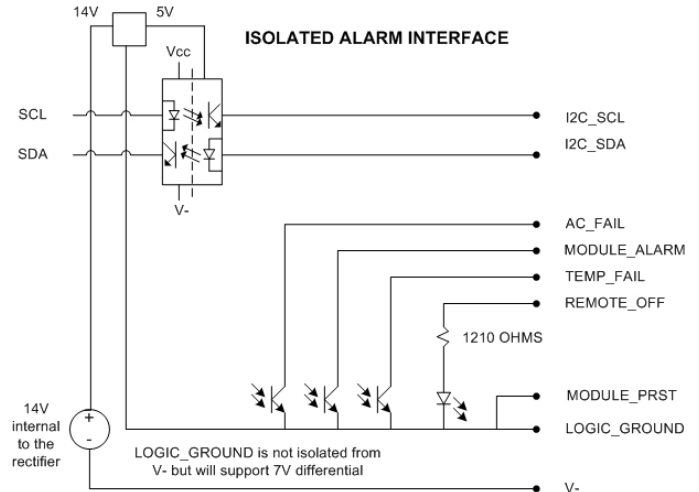 14V 5V
ISOLATED ALARM INTERFACE
Vcc
SCL
I2C_SCL
SDA
I2C_SDA
V-
AC_FAIL
MODULE_ALARM
TEMP_FAIL
REMOTE_OFF
1210 OHMS
MODULE_PRST
14V
internal
to the
rectifier
+
-
LOGIC_GROUND
LOGIC_GROUND is not isolated from
V- but will support 7V differential
V-